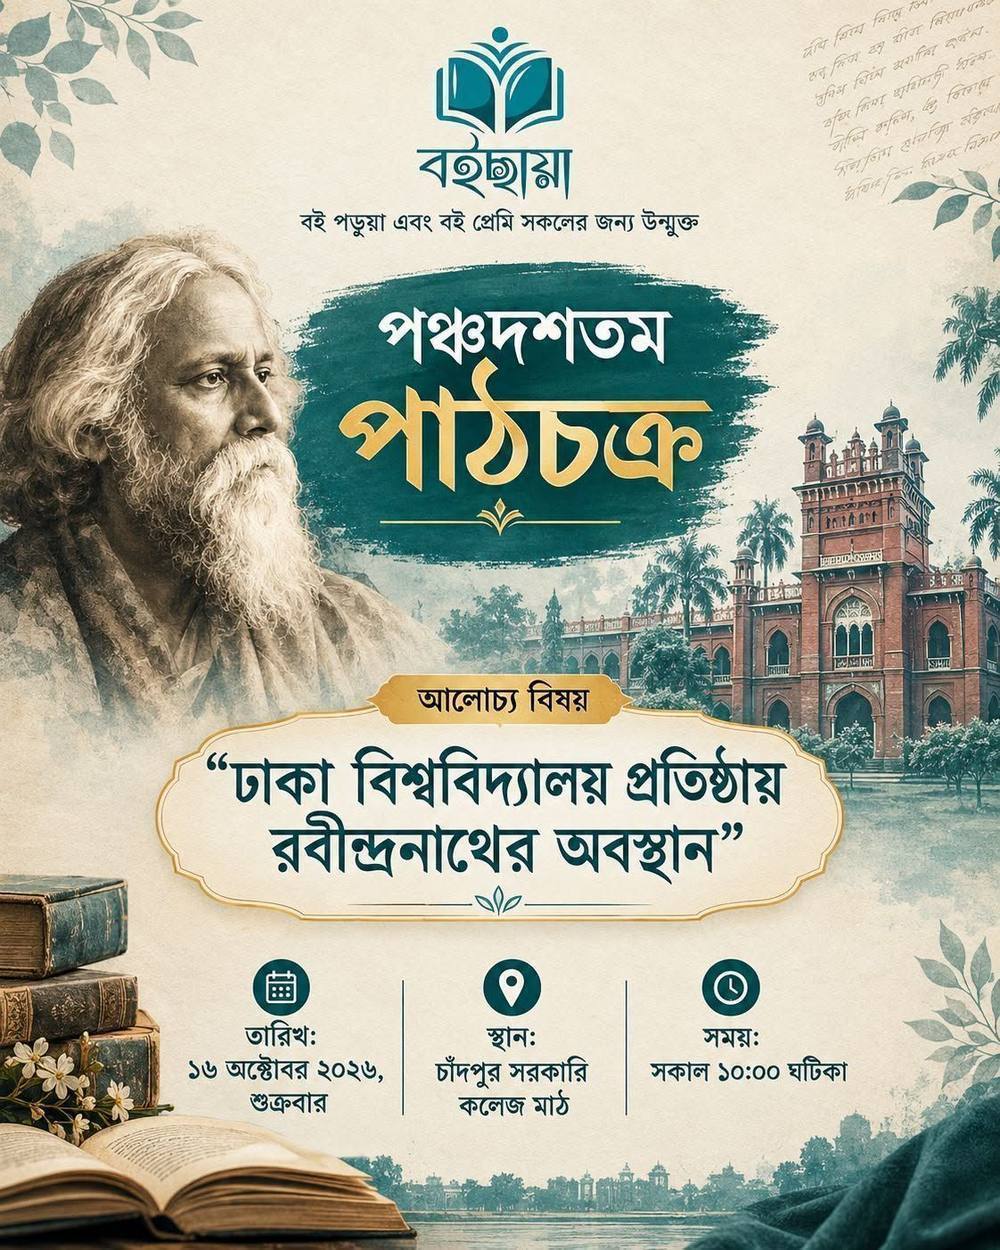 বইছায়া
বই পড়ুয়া এবং বই প্রেমি সকলের জন্য উন্মুক্ত
পঞ্চদশতম
পাঠচক্র
আলোচ্য বিষয়
“ঢাকা বিশ্ববিদ্যালয় প্রতিষ্ঠায়
রবীন্দ্রনাথের অবস্থান”
তারিখ:
১৬ অক্টোবর ২০২৬,
শুক্রবার
স্থান:
চাঁদপুর সরকারি
কলেজ মাঠ
সময়:
সকাল ১০:০০ ঘটিকা